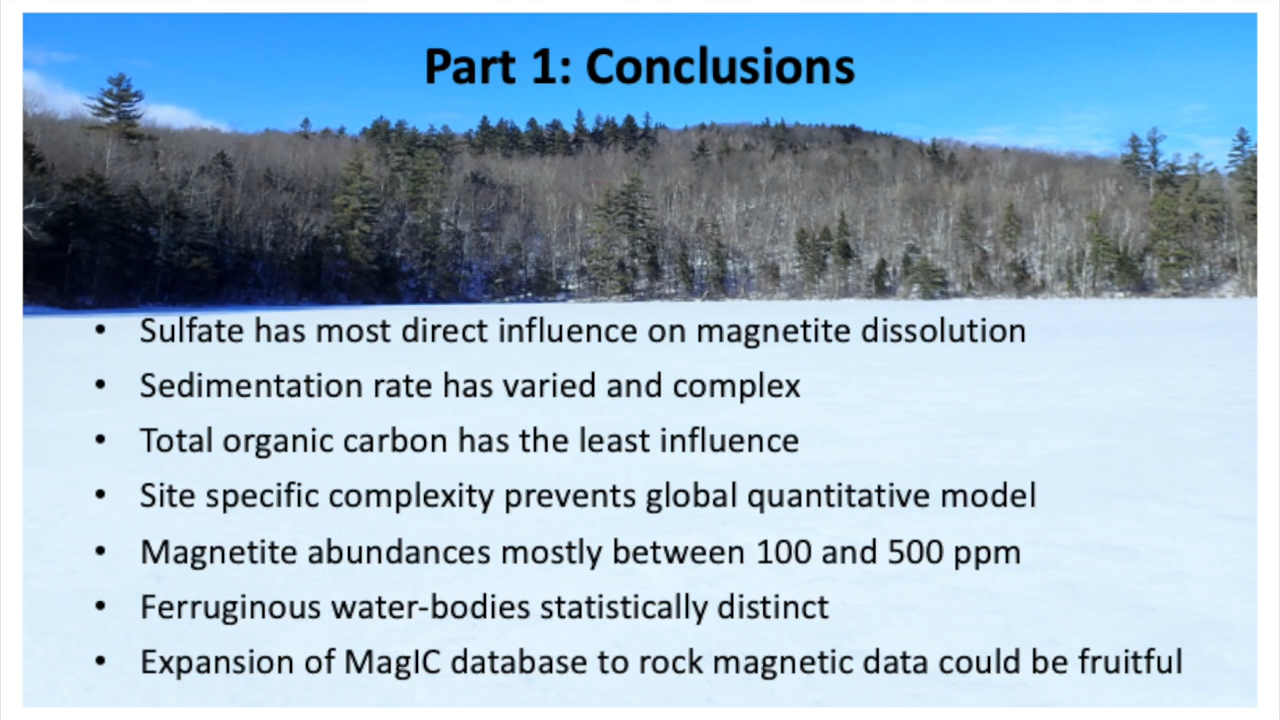 Part 1: Conclusions
• Sulfate has most direct influence on magnetite dissolution
• Sedimentation rate has varied and complex
• Total organic carbon has the least influence
• Site specific complexity prevents global quantitative model
• Magnetite abundances mostly between 100 and 500 ppm
• Ferruginous water-bodies statistically distinct
• Expansion of MagIC database to rock magnetic data could be fruitful